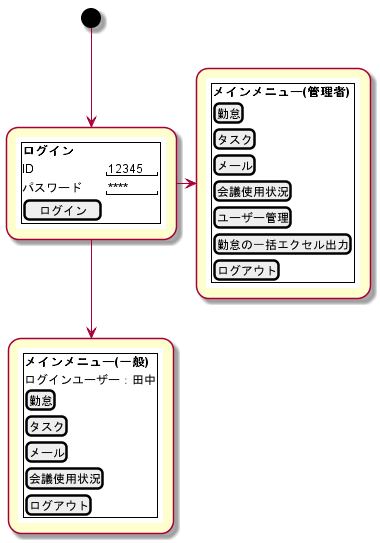 ログイン
ID 12345
パスワード ****
ログイン
メインメニュー(管理者)
勤怠
タスク
メール
会議使用状況
ユーザー管理
勤怠の一括エクセル出力
ログアウト
メインメニュー(一般)
ログインユーザー：田中
勤怠
タスク
メール
会議使用状況
ログアウト